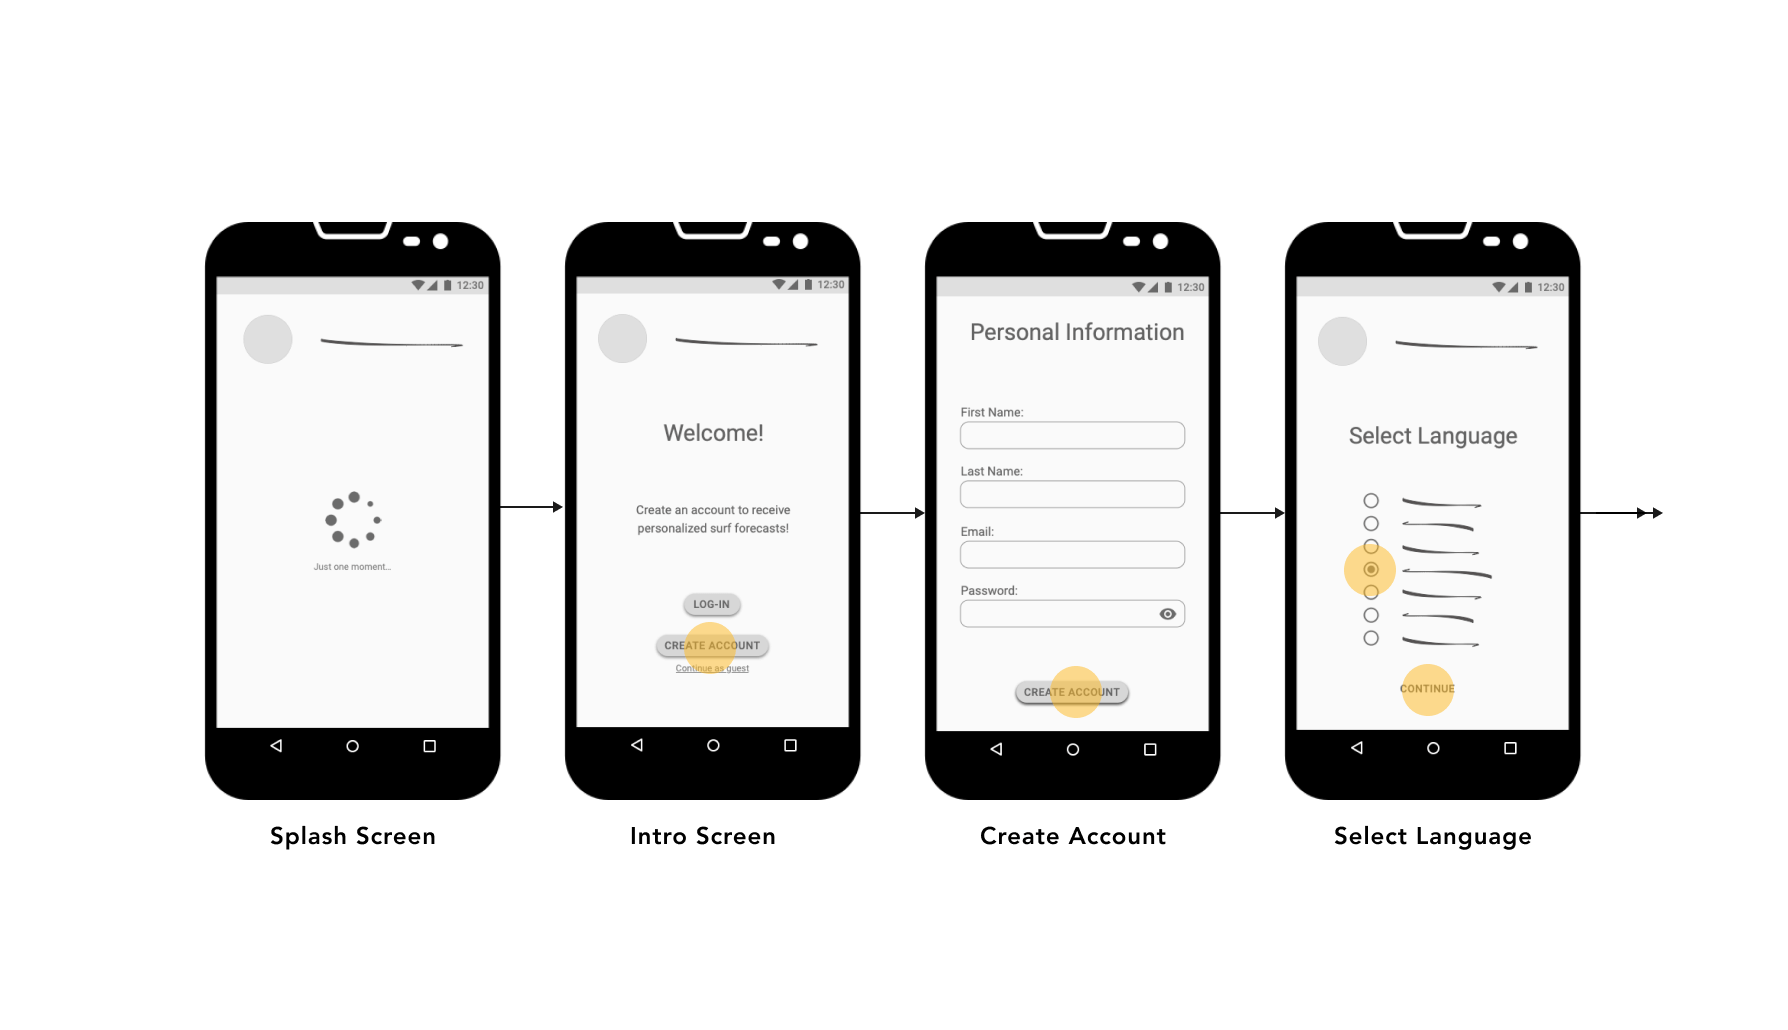 12:30
Just one moment...
Splash Screen
12:30
Welcome!
Create an account to receive
personalized surf forecasts!
LOG-IN
CREATE ACCOUNT
Continue as guest
Intro Screen
12:30
Personal Information
First Name:
Last Name:
Email:
Password:
CREATE ACCOUNT
Create Account
12:30
Select Language
CONTINUE
Select Language